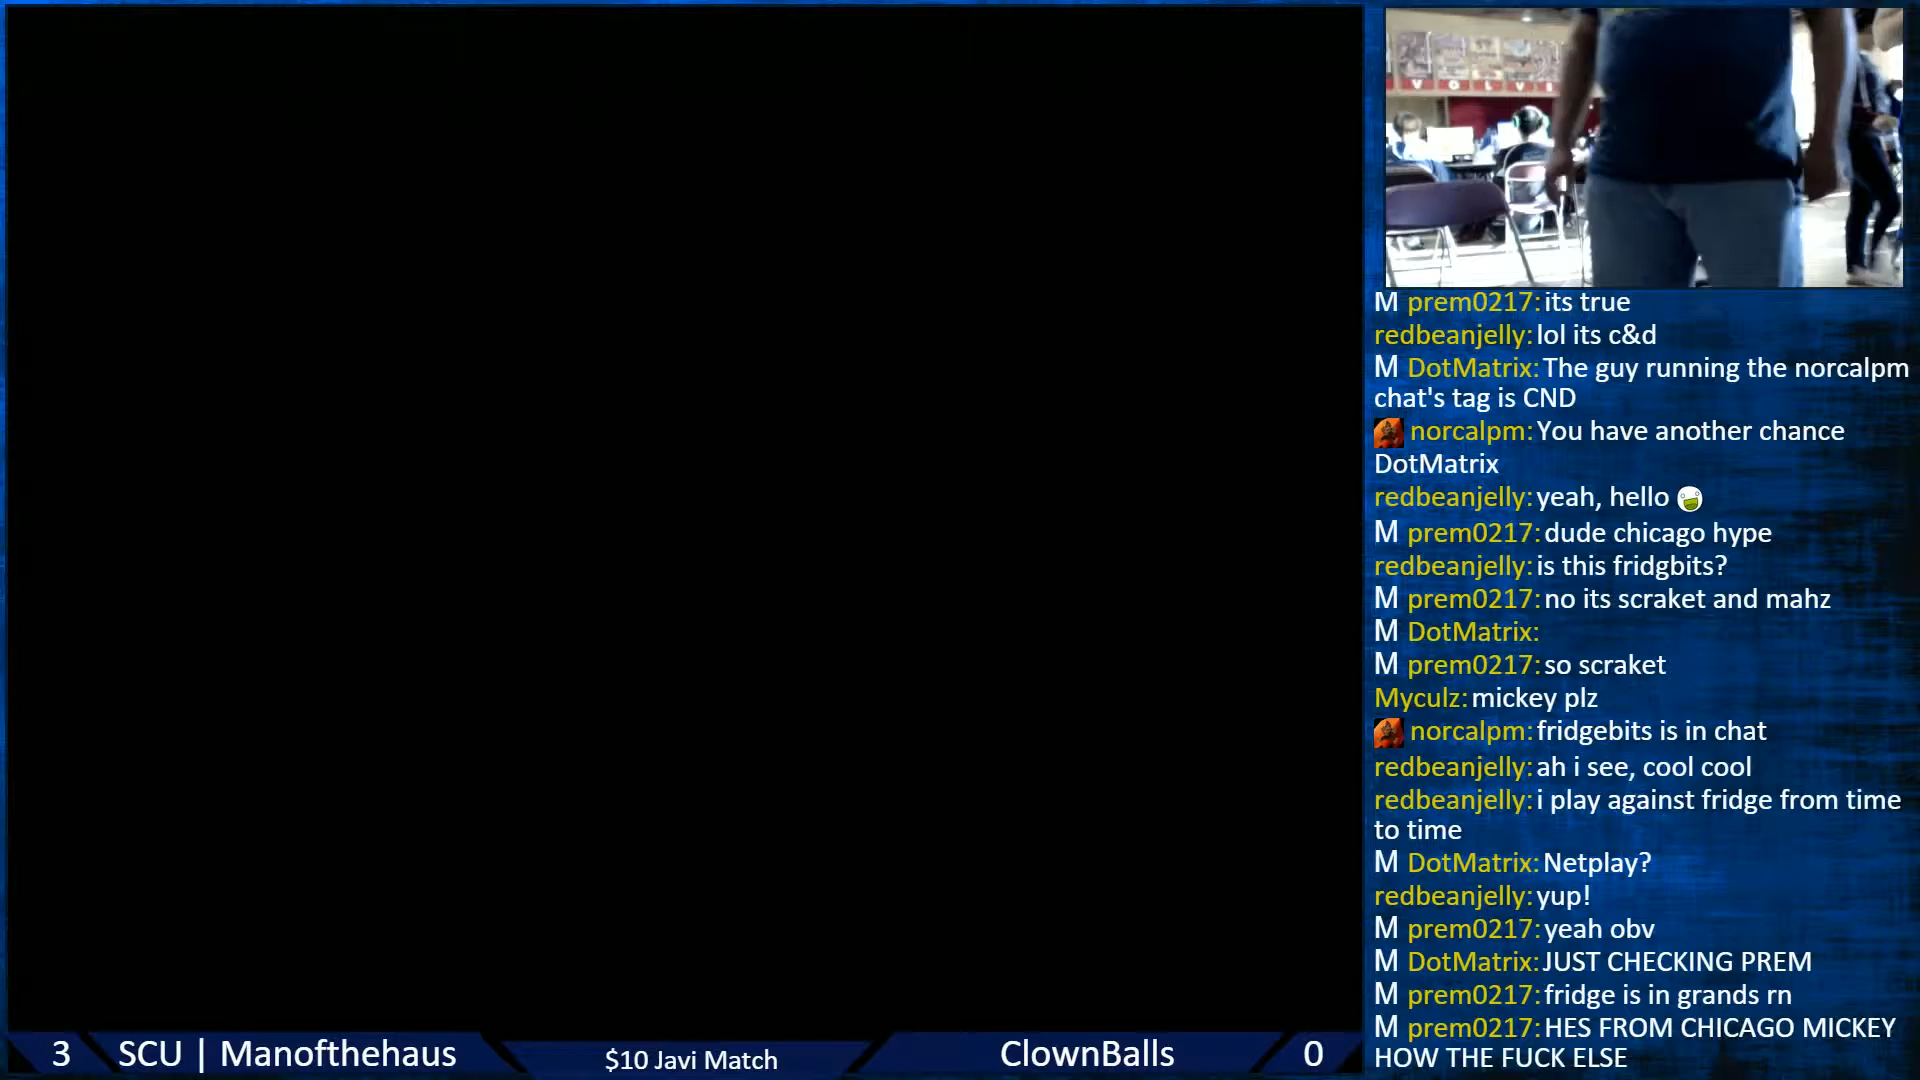 VOLVE
M prem0217: its true
redbeanjelly: lol its c&d
M DotMatrix: The guy running the norcalpm
chat's tag is CND
norcalpm: You have another chance
DotMatrix
redbeanjelly: yeah, hello
M prem0217: dude chicago hype
redbeanjelly: is this fridgbits?
M prem0217: no its scraket and mahz
M DotMatrix:
M prem0217: so scraket
Myculz: mickey plz
norcalpm: fridgebits is in chat
redbeanjelly: ah i see, cool cool
redbeanjelly: i play against fridge from time
to time
M DotMatrix: Netplay?
redbeanjelly: yup!
M prem0217: yeah obv
M DotMatrix: JUST CHECKING PREM
M prem0217: fridge is in grands rn
M prem0217: HES FROM CHICAGO MICKEY
HOW THE FUCK ELSE
3 SCU | Manofthehaus $10 Javi Match ClownBalls 0